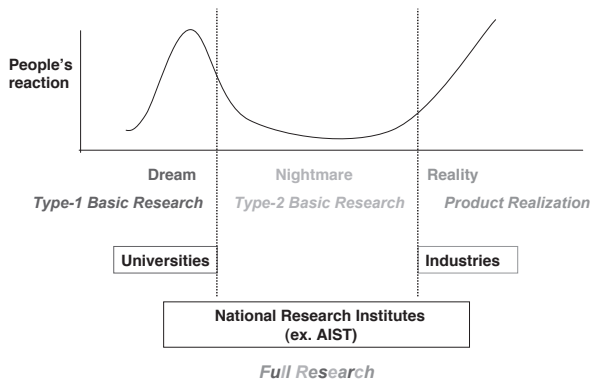 People's
reaction
Dream Nightmare Reality
Type-1 Basic Research Type-2 Basic Research Product Realization
Universities Industries
National Research Institutes
(ex. AIST)
Full Research